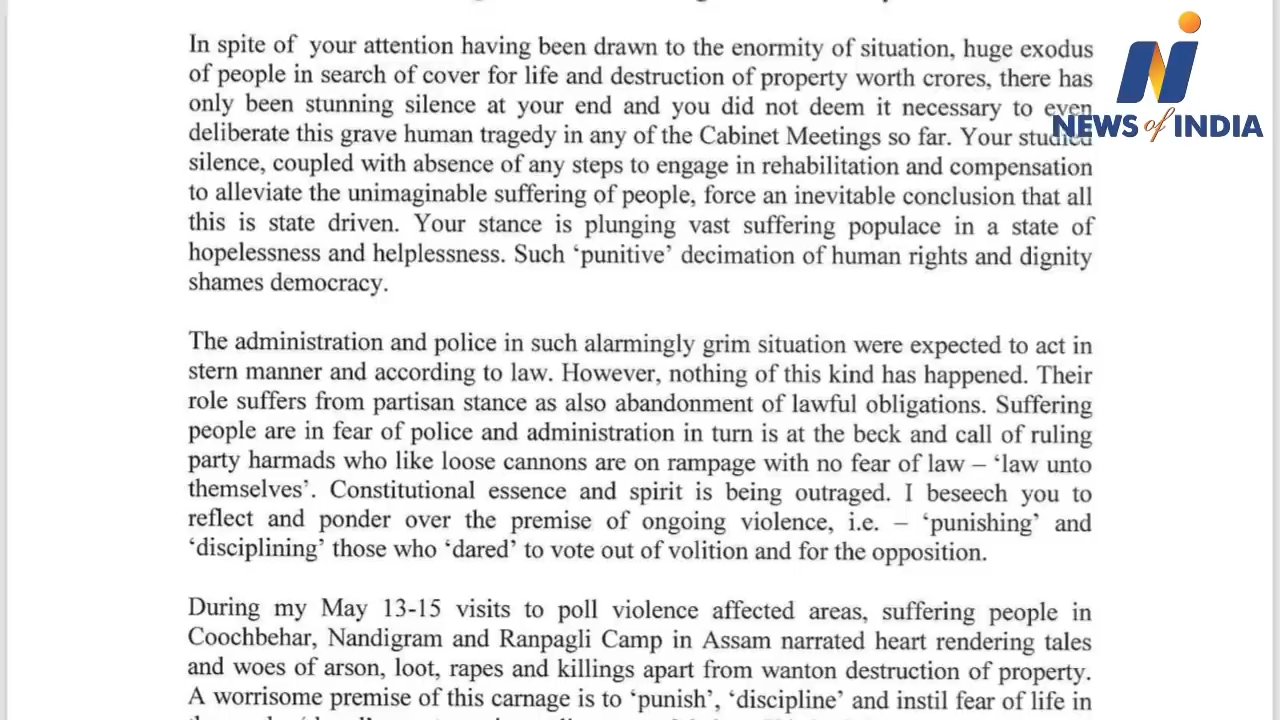 In spite of your attention having been drawn to the enormity of situation, huge exodus
of people in search of cover for life and destruction of property worth crores, there has
only been stunning silence at your end and you did not deem it necessary to even
deliberate this grave human tragedy in any of the Cabinet Meetings so far. Your studied
silence, coupled with absence of any steps to engage in rehabilitation and compensation
to alleviate the unimaginable suffering of people, force an inevitable conclusion that all
this is state driven. Your stance is plunging vast suffering populace in a state of
hopelessness and helplessness. Such ‘punitive’ decimation of human rights and dignity
shames democracy.
The administration and police in such alarmingly grim situation were expected to act in
stern manner and according to law. However, nothing of this kind has happened. Their
role suffers from partisan stance as also abandonment of lawful obligations. Suffering
people are in fear of police and administration in turn is at the beck and call of ruling
party harmads who like loose cannons are on rampage with no fear of law – ‘law unto
themselves’. Constitutional essence and spirit is being outraged. I beseech you to
reflect and ponder over the premise of ongoing violence, i.e. – ‘punishing’ and
‘disciplining’ those who ‘dared’ to vote out of volition and for the opposition.
During my May 13-15 visits to poll violence affected areas, suffering people in
Coochbehar, Nandigram and Ranpagli Camp in Assam narrated heart rendering tales
and woes of arson, loot, rapes and killings apart from wanton destruction of property.
A worrisome premise of this carnage is to ‘punish’, ‘discipline’ and instil fear of life in
NEWS of INDIA